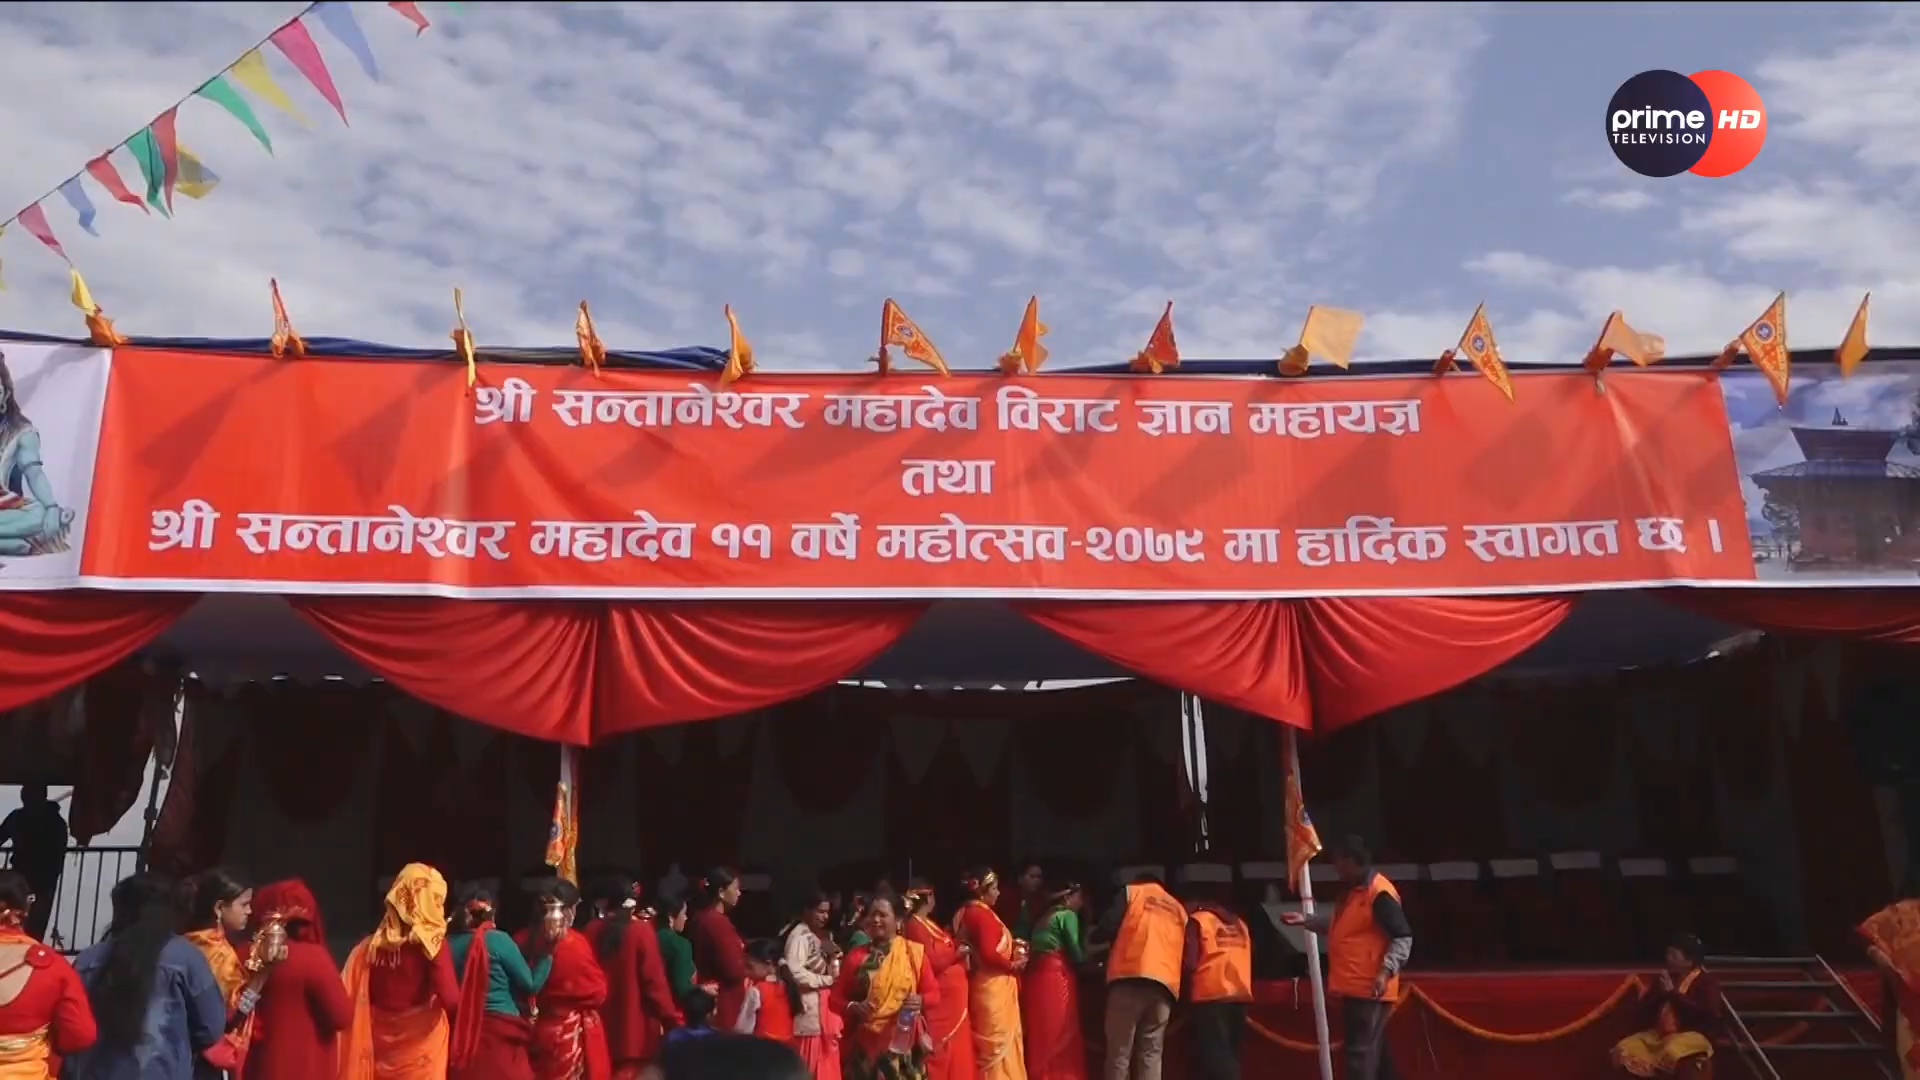 prime HD
TELEVISION
श्री सन्तानेश्वर महादेव विराट ज्ञान महायज्ञ
तथा
श्री सन्तानेश्वर महादेव ११ वर्षे महोत्सव-२०७९ मा हार्दिक स्वागत छ ।